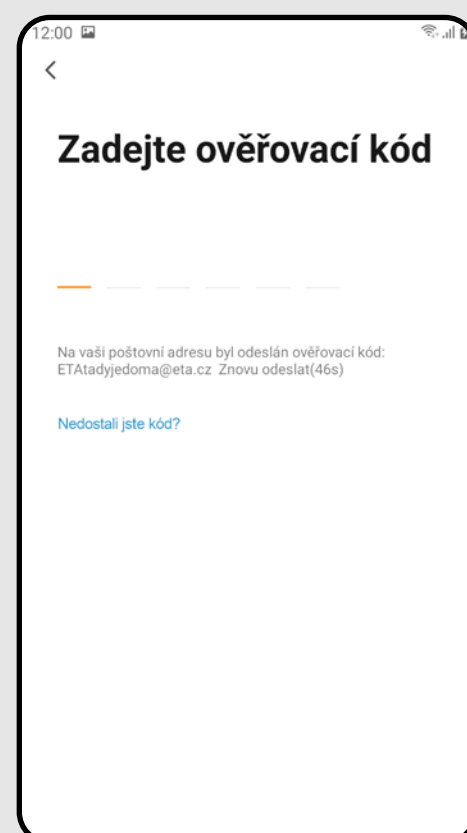 12:00
Zadejte ověřovací kód
Na vaši poštovní adresu byl odeslán ověřovací kód:
ETAtadyjedoma@eta.cz Znovu odeslat(46s)
Nedostali jste kód?